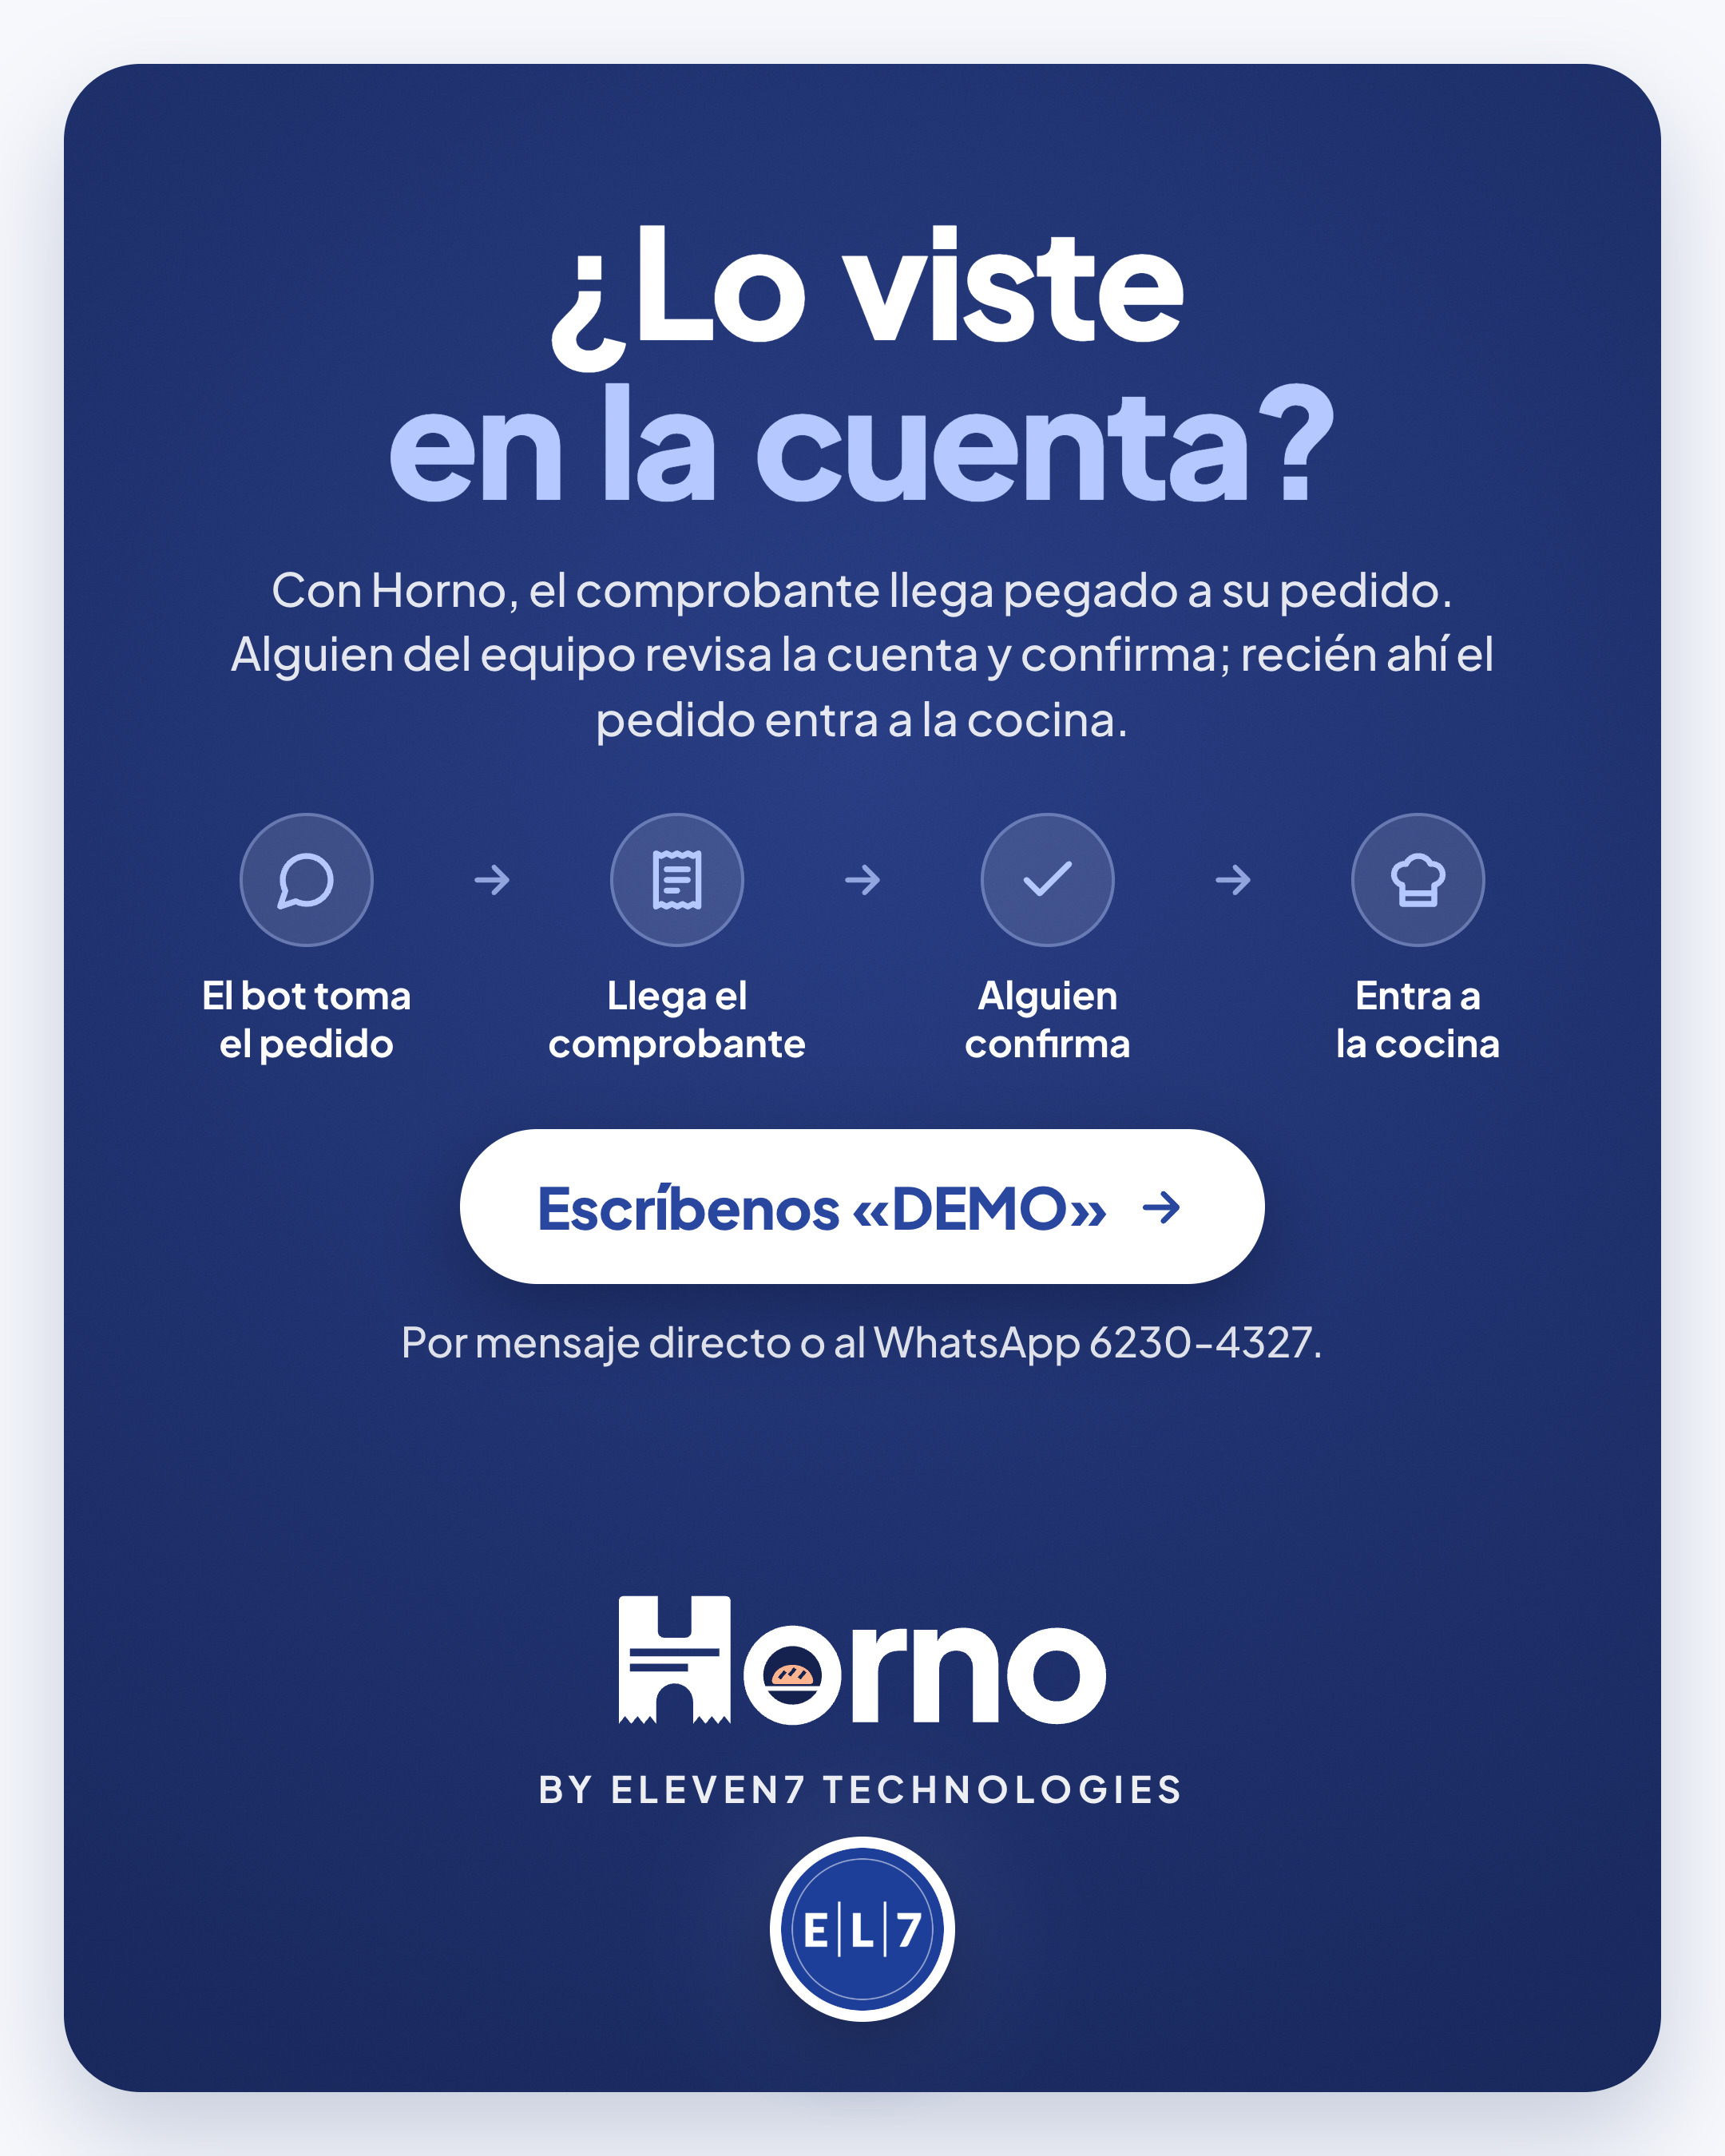 ¿Lo viste
en la cuenta?
Con Horno, el comprobante llega pegado a su pedido.
Alguien del equipo revisa la cuenta y confirma; recién ahí el
pedido entra a la cocina.
El bot toma
el pedido
Llega el
comprobante
Alguien
confirma
Entra a
la cocina
Escríbenos «DEMO»
Por mensaje directo o al WhatsApp 6230-4327.
Horno
BY ELEVEN7 TECHNOLOGIES
E|L|7